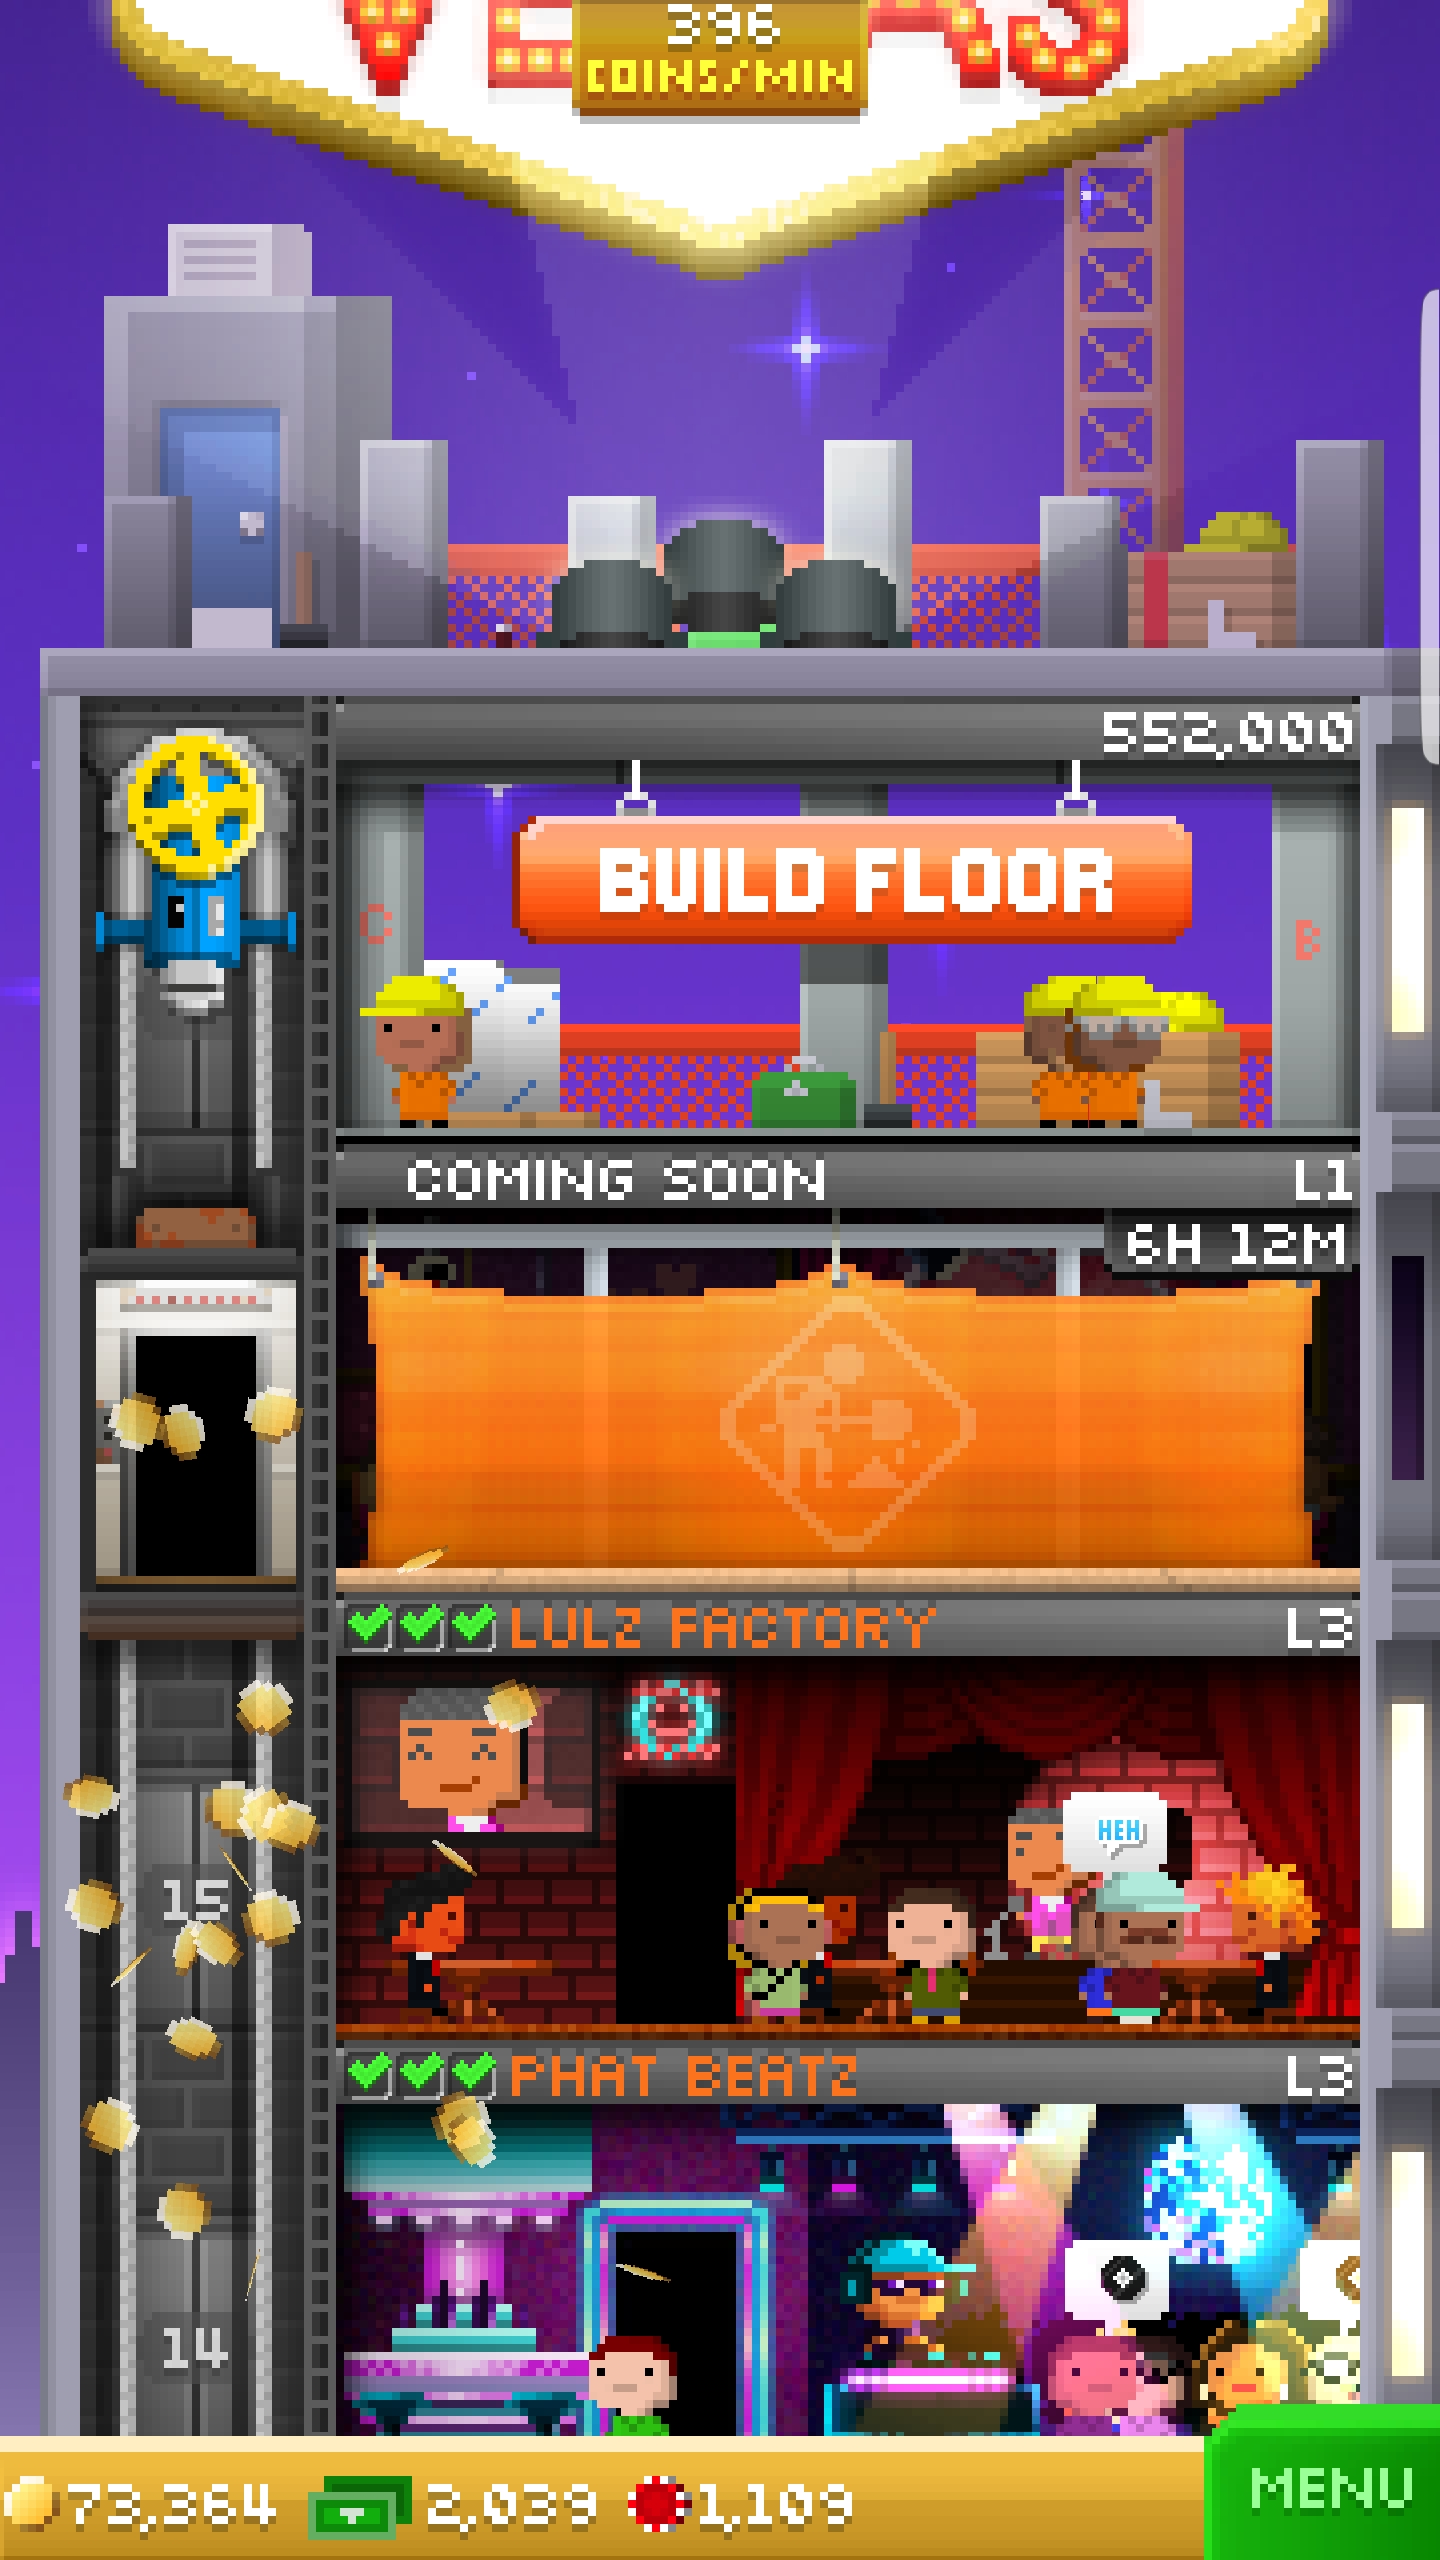 VEGAS
396
COINS/MIN
552,000
BUILD FLOOR
C
B
COMING SOON L1
6H 12M
LULZ FACTORY L3
HEH
15
PHAT BEATZ L3
14
73,364 2,039 1,109
MENU